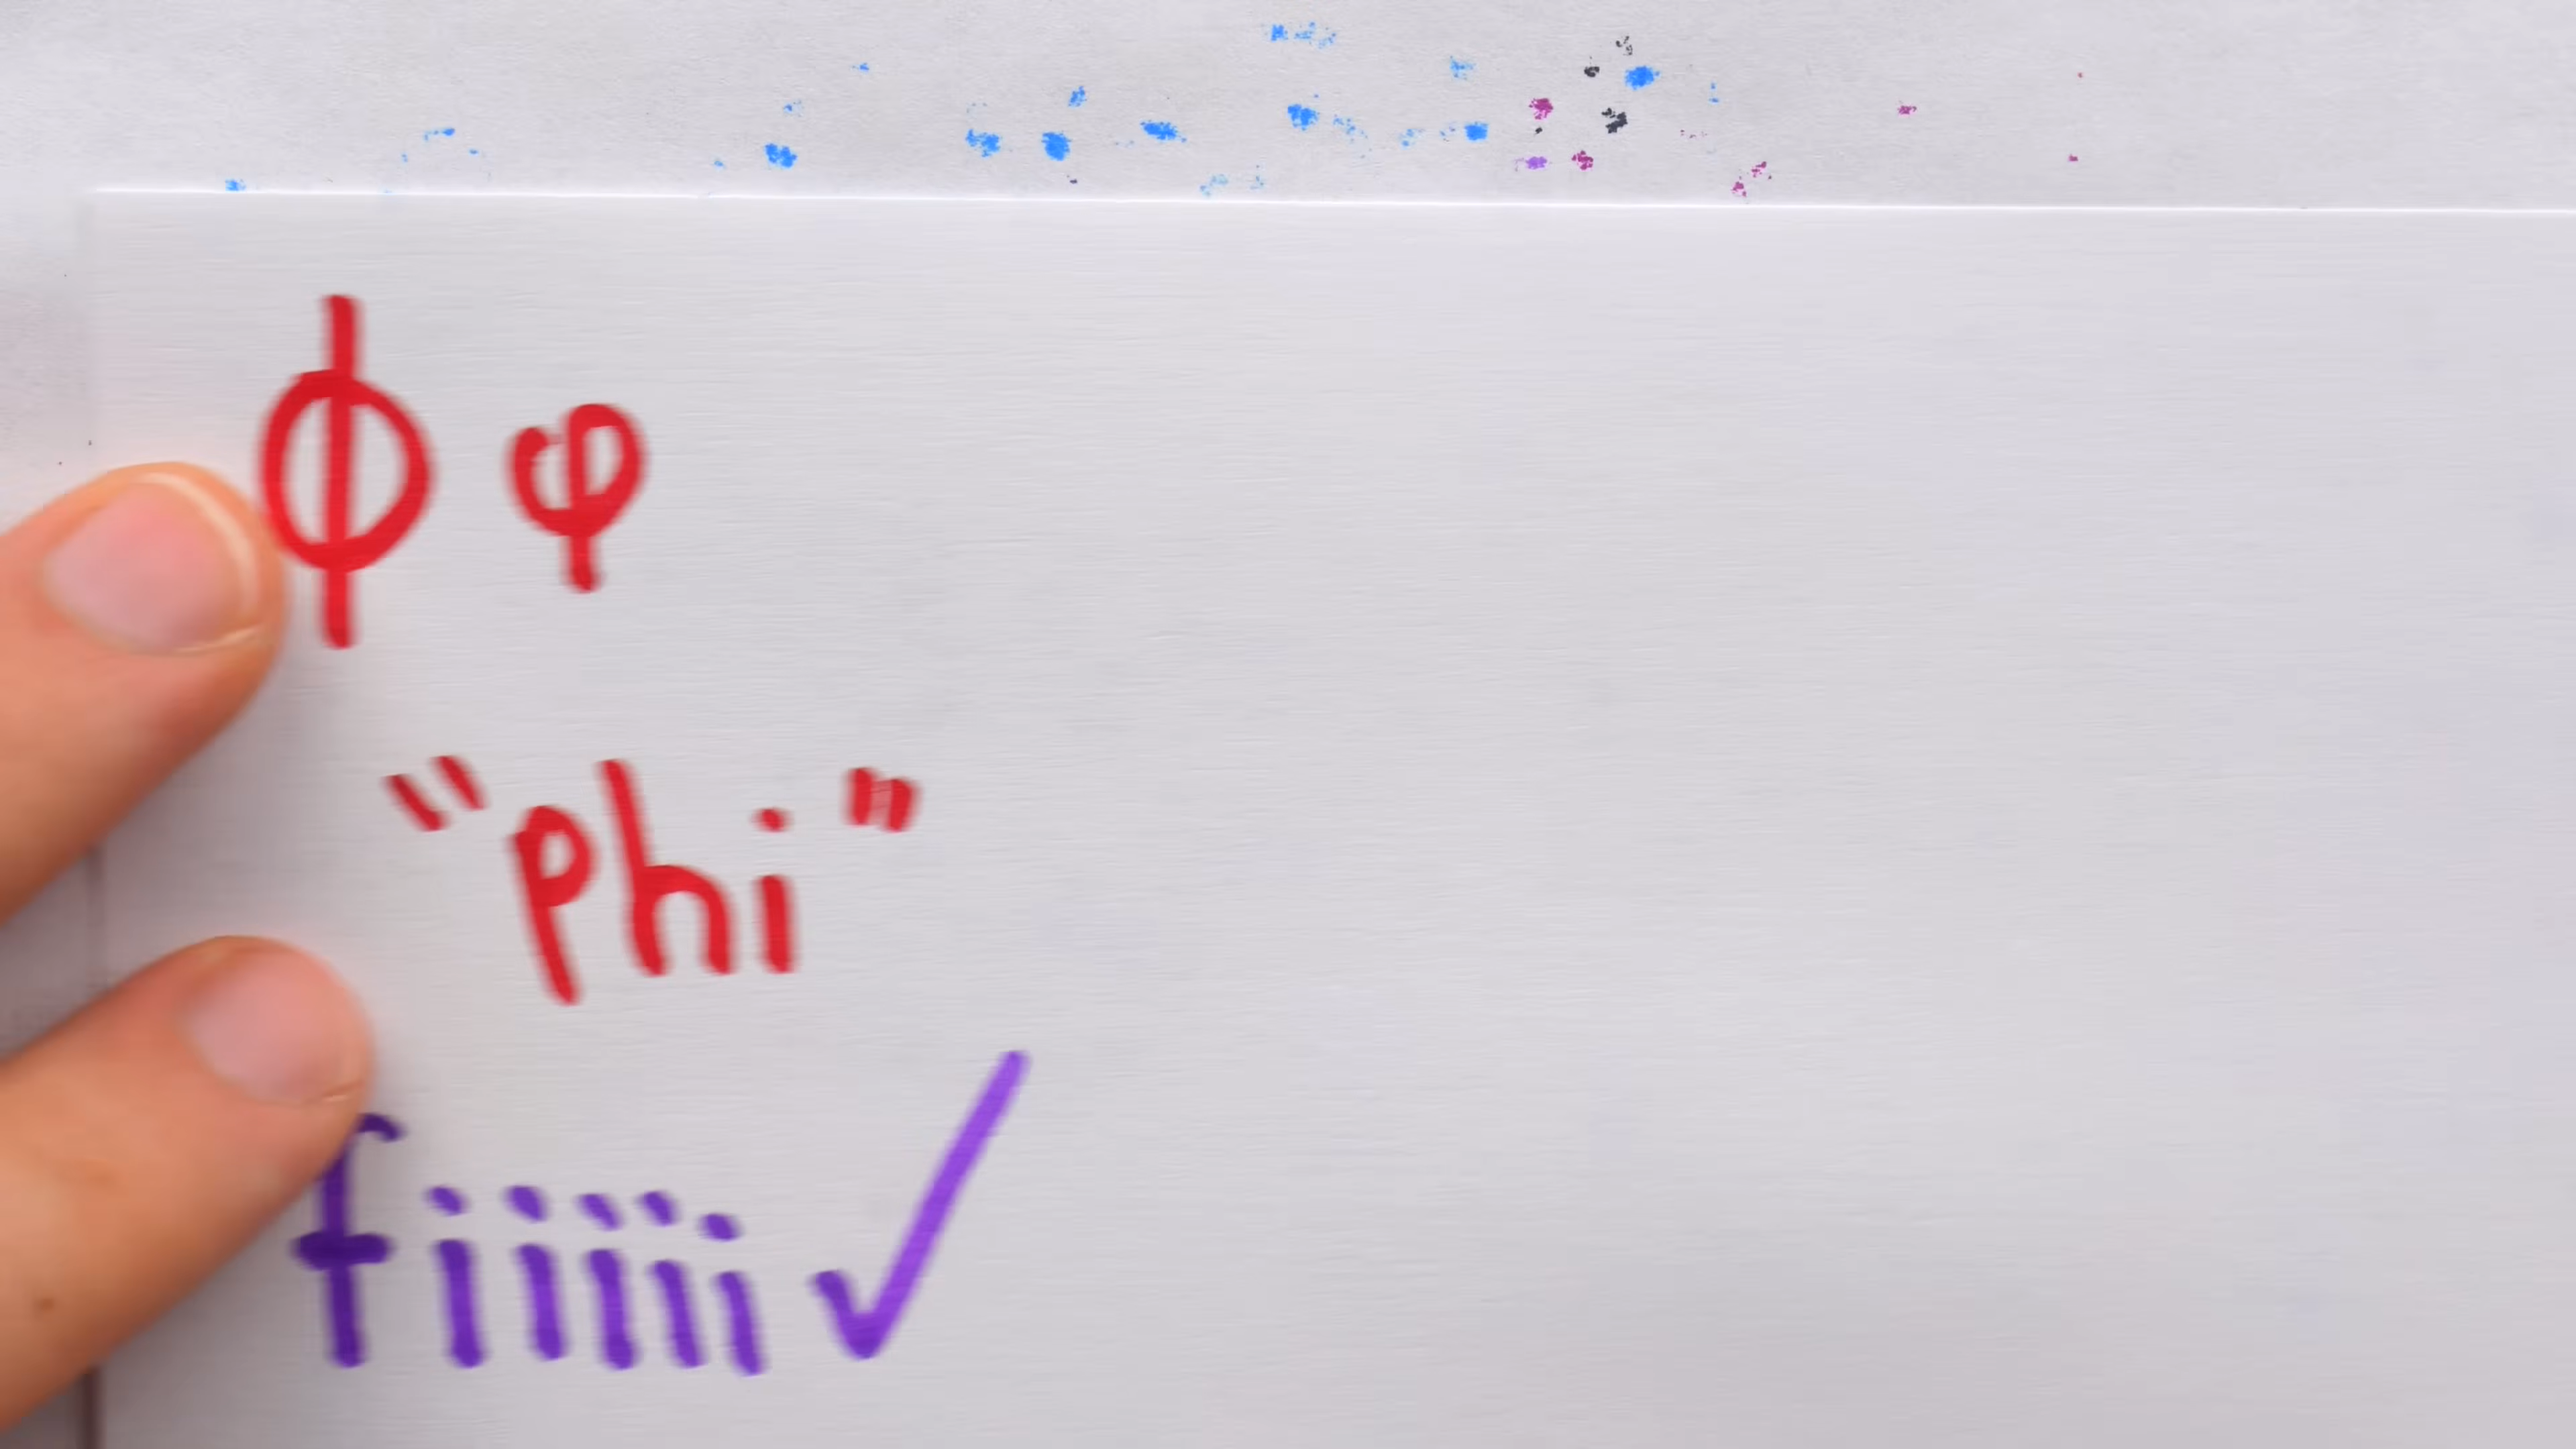 ϕ φ
"phi"
fiiiii ✓